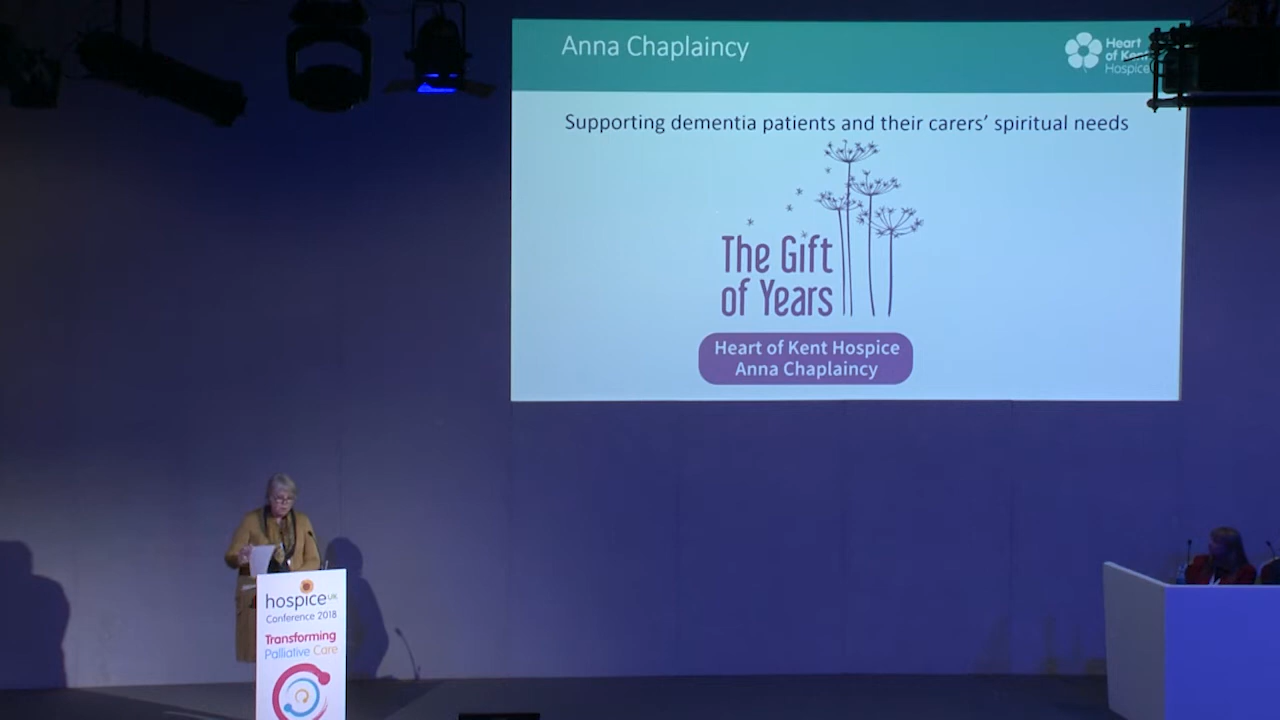 Anna Chaplaincy
Heart
of Kent
Hospice
Supporting dementia patients and their carers’ spiritual needs
The Gift
of Years
Heart of Kent Hospice
Anna Chaplaincy
hospice UK
Conference 2018
Transforming
Palliative Care